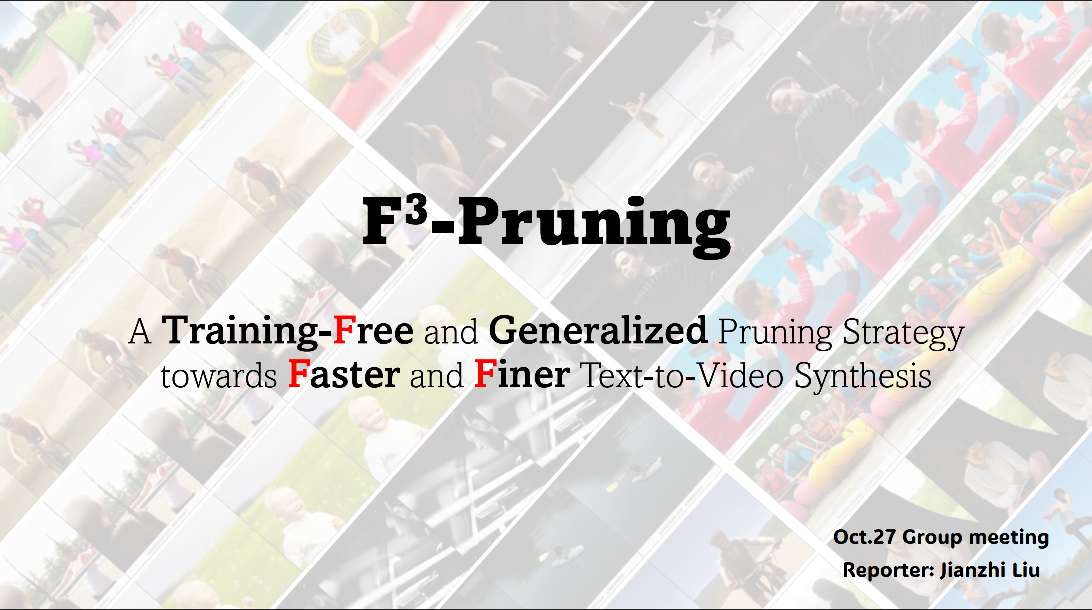 F³-Pruning
A Training-Free and Generalized Pruning Strategy
towards Faster and Finer Text-to-Video Synthesis
Oct.27 Group meeting
Reporter: Jianzhi Liu